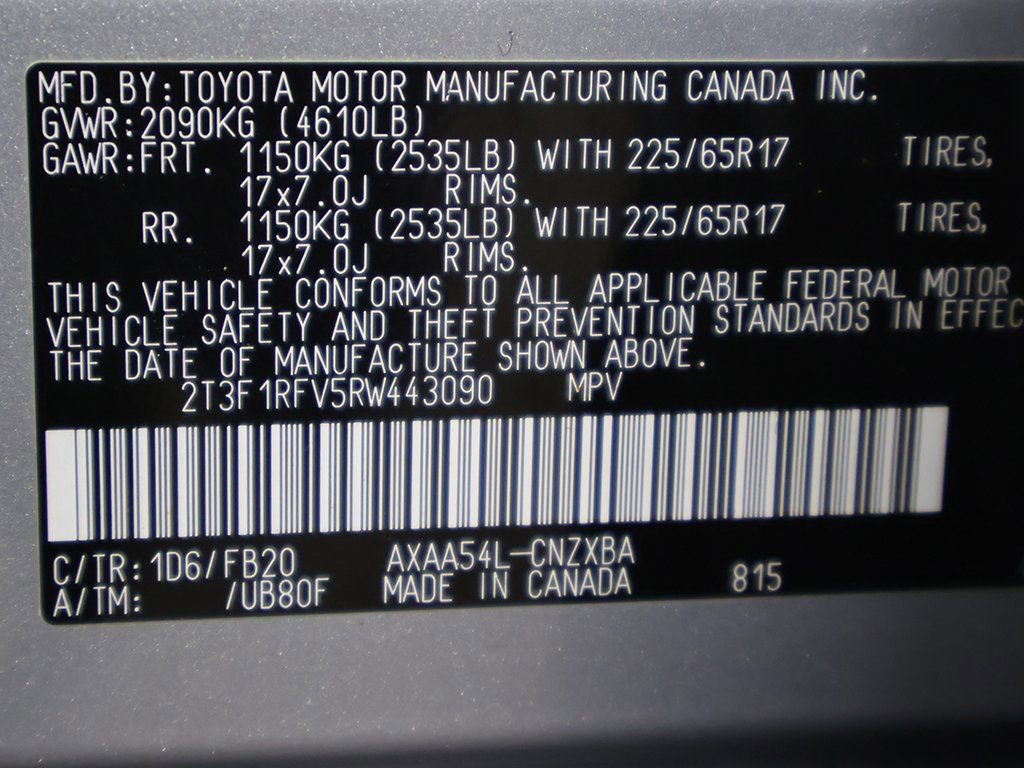 MFD.BY:TOYOTA MOTOR MANUFACTURING CANADA INC.
GVWR:2090KG (4610LB)
GAWR:FRT. 1150KG (2535LB) WITH 225/65R17 TIRES,
17x7.0J RIMS.
RR. 1150KG (2535LB) WITH 225/65R17 TIRES,
17x7.0J RIMS.
THIS VEHICLE CONFORMS TO ALL APPLICABLE FEDERAL MOTOR
VEHICLE SAFETY AND THEFT PREVENTION STANDARDS IN EFFEC
THE DATE OF MANUFACTURE SHOWN ABOVE.
2T3F1RFV5RW443090 MPV
C/TR:1D6/FB20 AXAA54L-CNZXBA
A/TM: /UB80F MADE IN CANADA 815